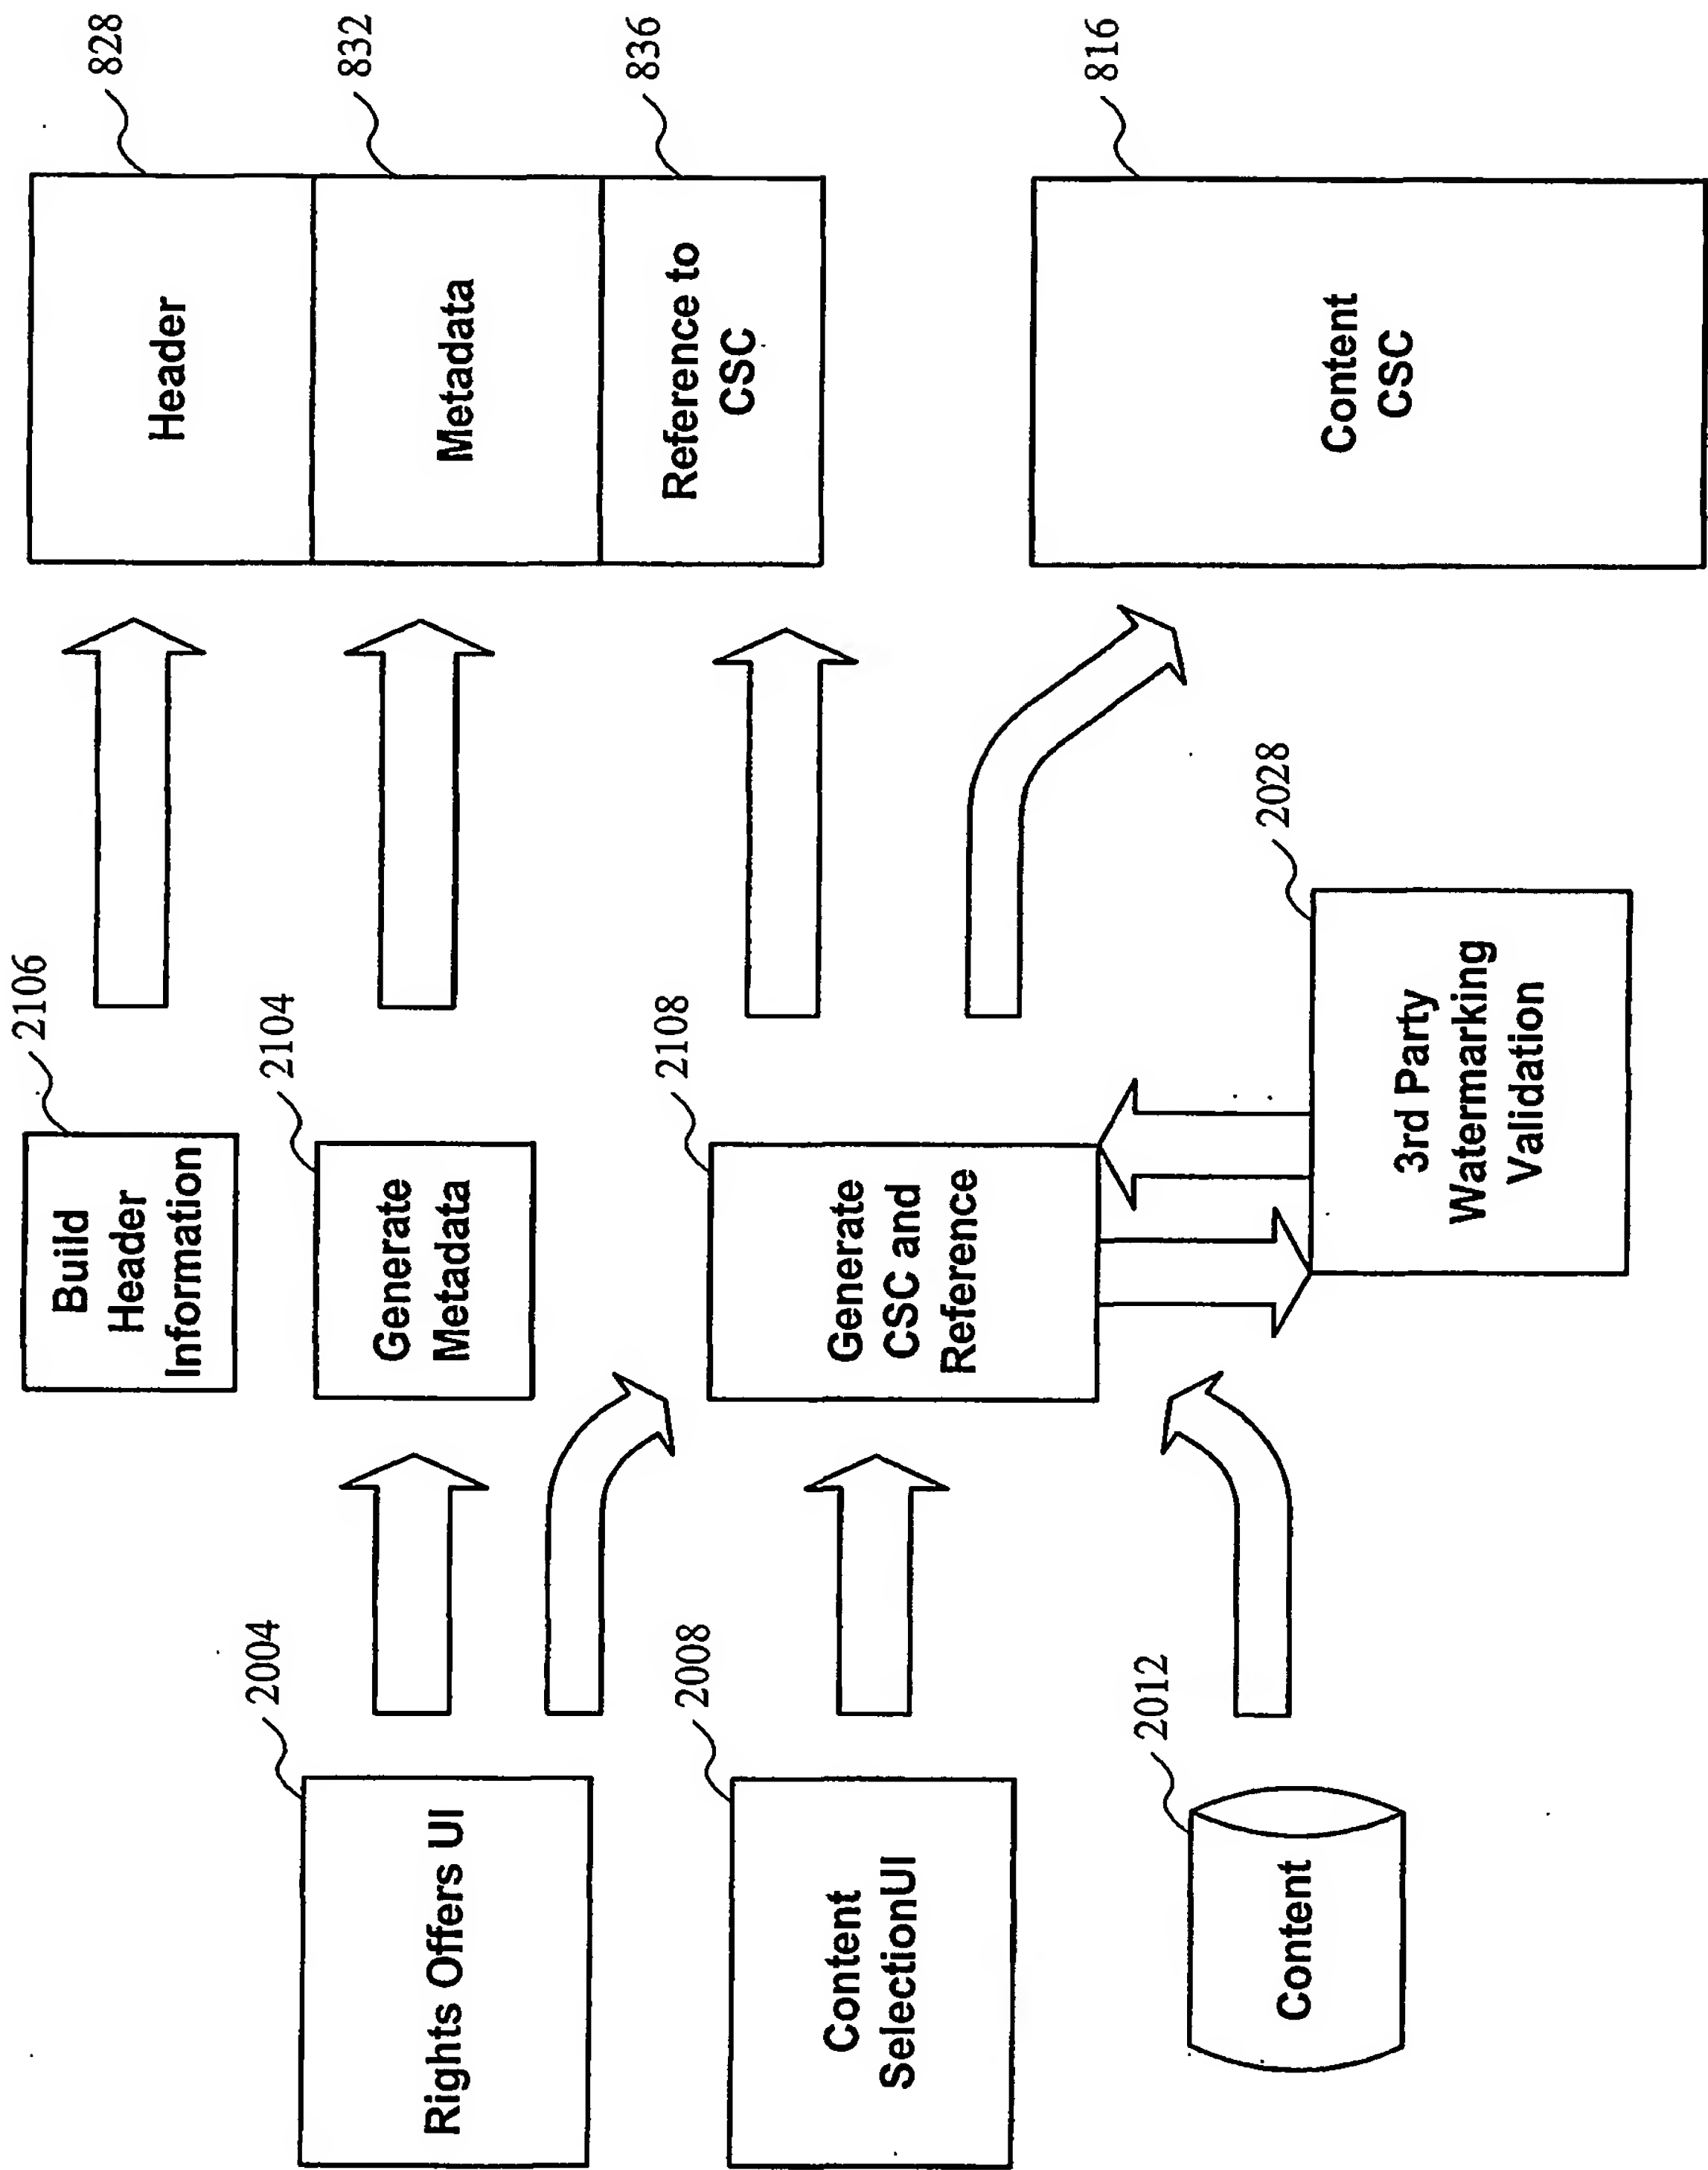 2004
Rights Offers UI
2008
Content
SelectionUI
2012
Content
2106
Build
Header
Information
2104
Generate
Metadata
2108
Generate
CSC and
Reference
2028
3rd Party
Watermarking
Validation
828
Header
832
Metadata
836
Reference to
CSC
816
Content
CSC